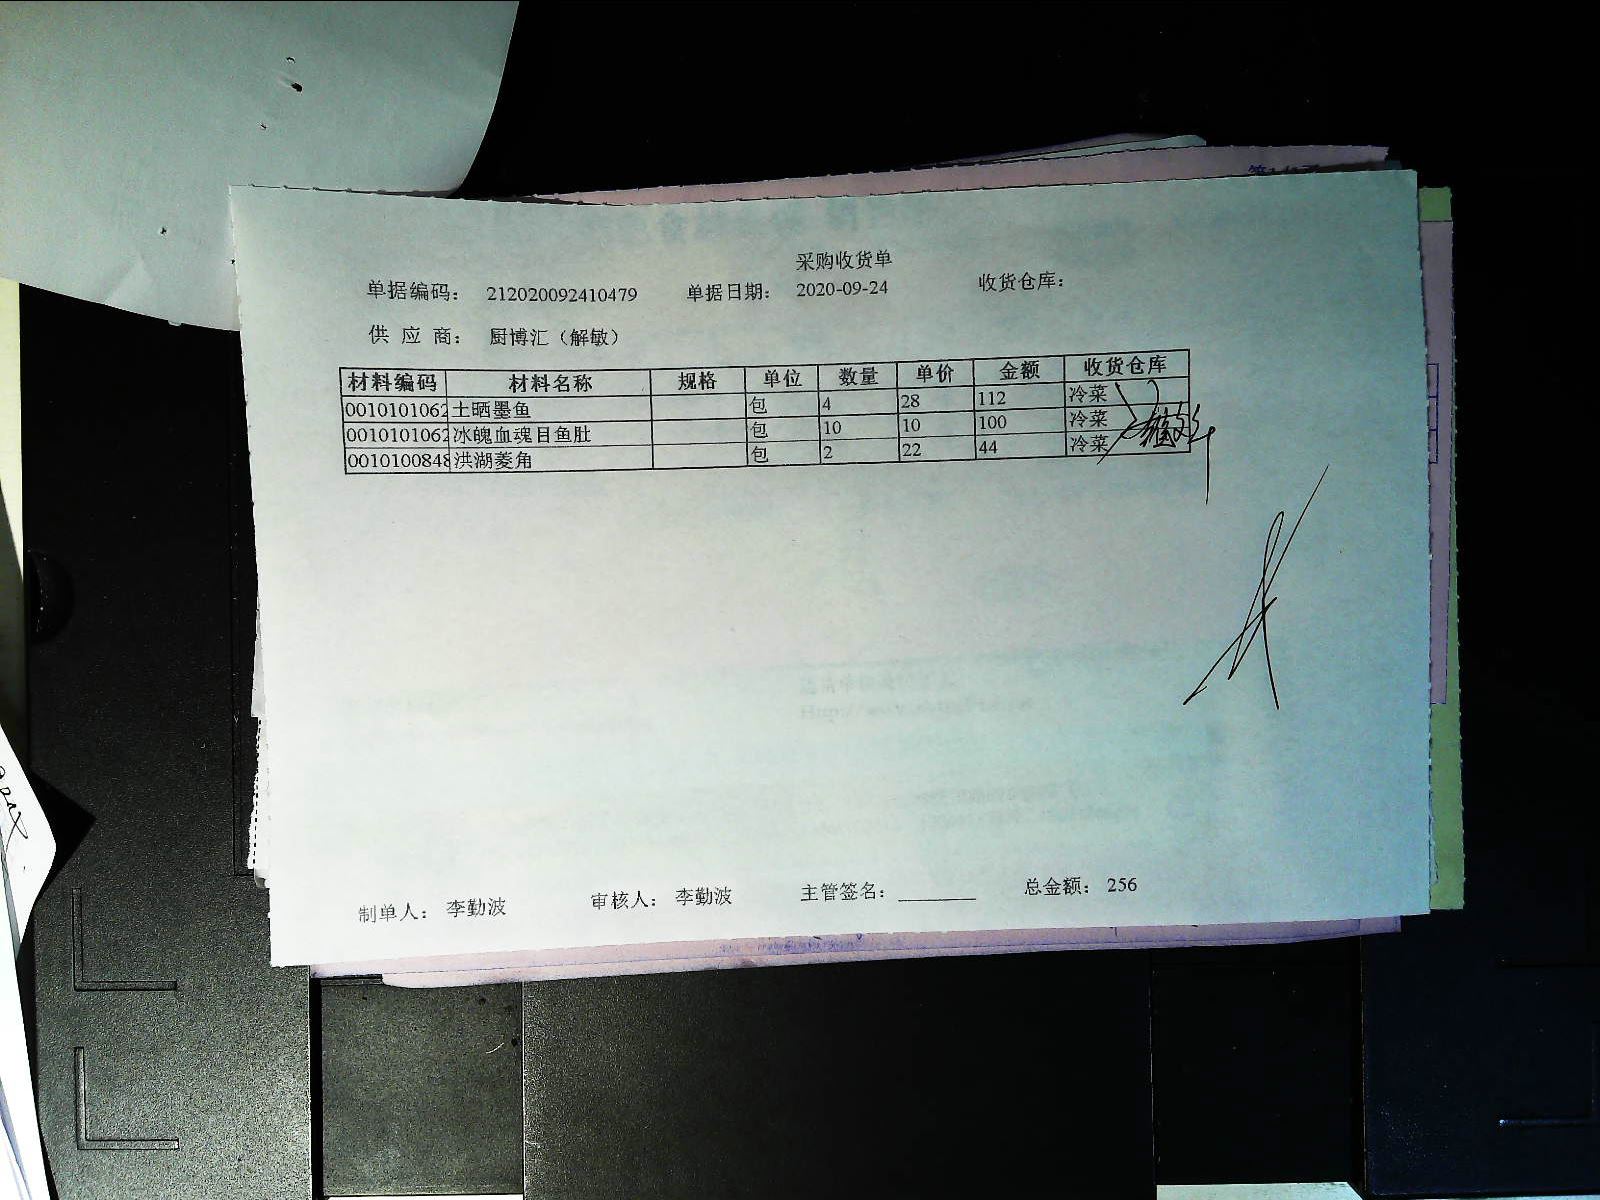 采购收货单
单据编码： 212020092410479 单据日期： 2020-09-24 收货仓库：
供 应 商： 厨博汇（解敏）
材料编码 材料名称 规格 单位 数量 单价 金额 收货仓库
0010101062 土晒墨鱼 包 4 28 112 冷菜
0010101062 冰魄血魂目鱼肚 包 10 10 100 冷菜
0010100848 洪湖菱角 包 2 22 44 冷菜
制单人： 李勤波 审核人： 李勤波 主管签名： 总金额： 256